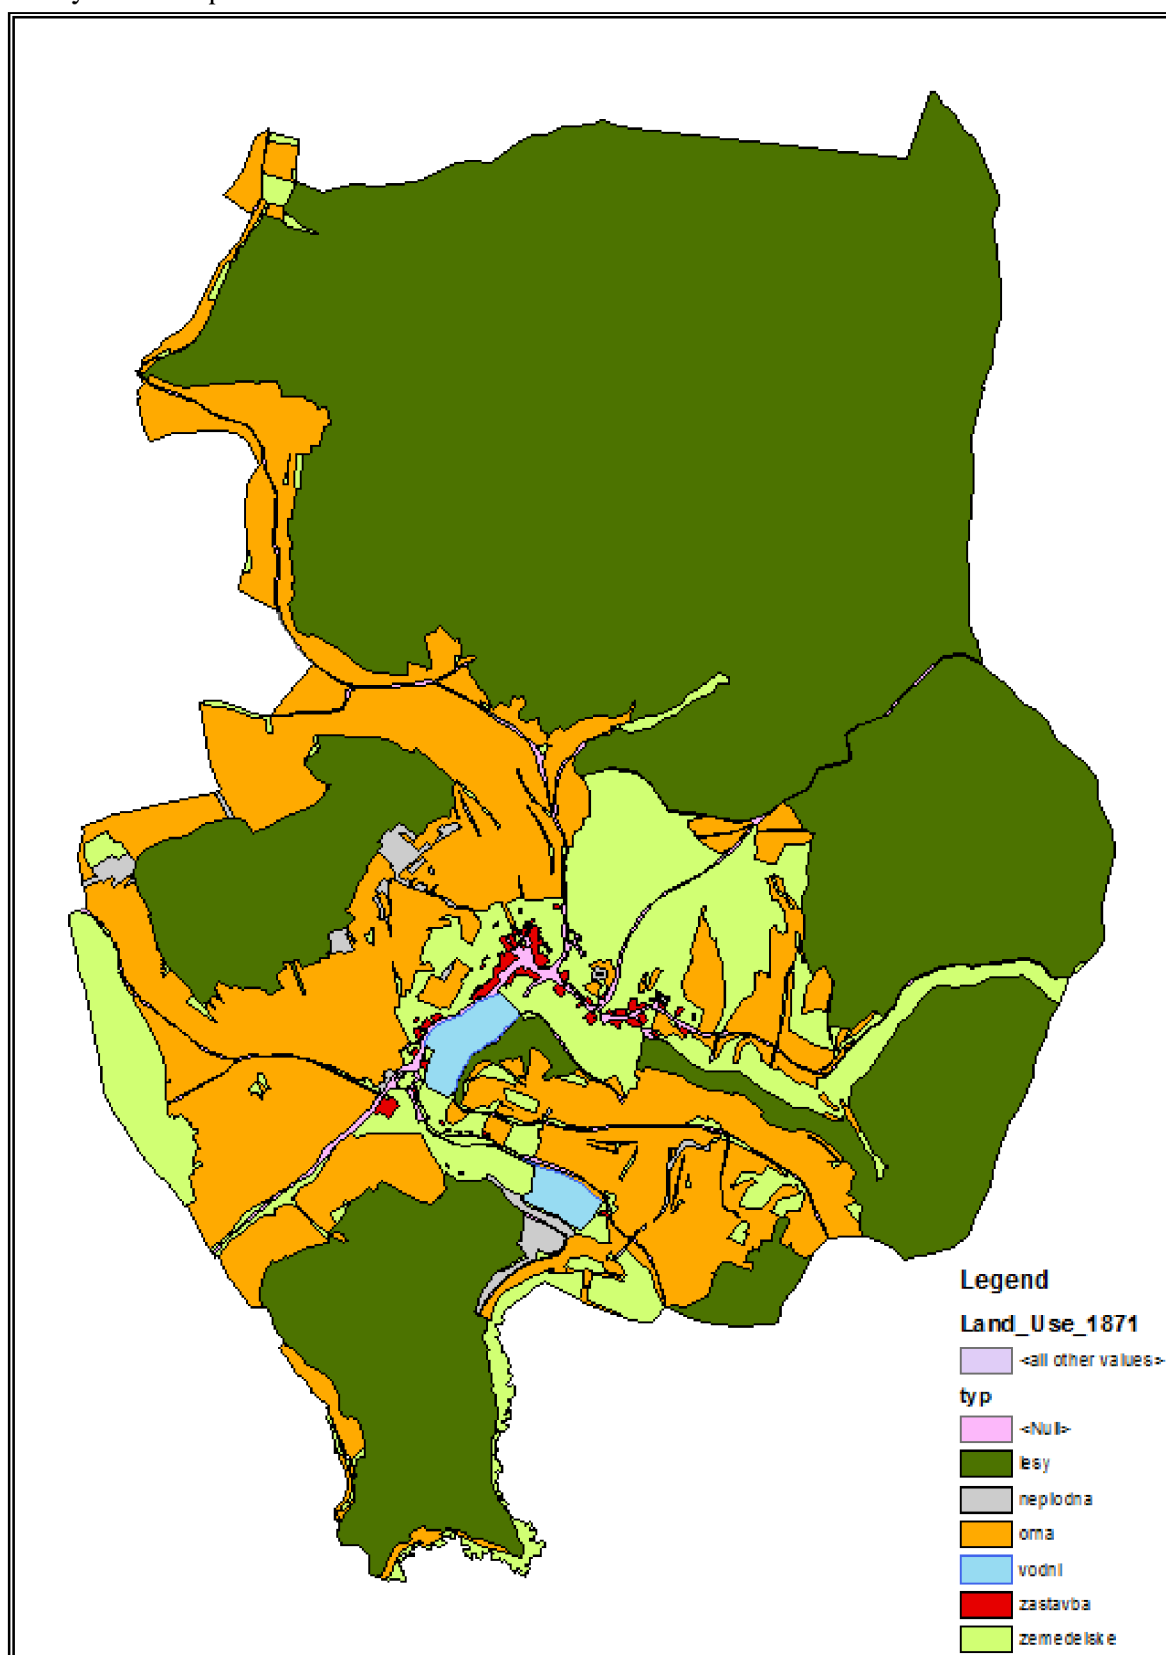 Legend
Land_Use_1871
<all other values>
typ
<Null>
lesy
neplodna
orna
vodni
zastavba
zemedelske